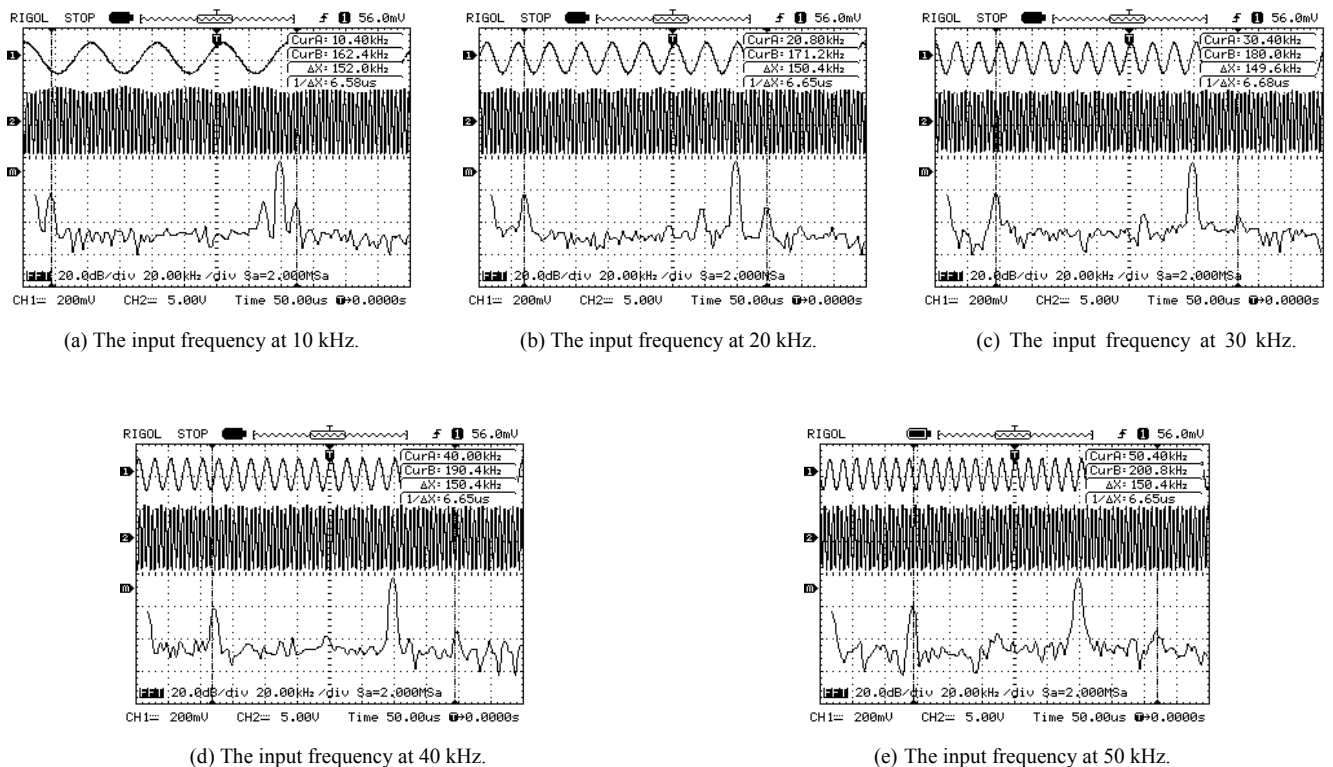 RIGOL STOP f 1 56.0mV
CurA: 10.40kHz
CurB: 162.4kHz
ΔX: 152.0kHz
1/ΔX: 6.58us
T
1
2
M
FFT 20.0dB/div 20.00kHz/div Sa=2.000MSa
CH1 200mV CH2 5.00V Time 50.00us T→0.0000s
(a) The input frequency at 10 kHz.
RIGOL STOP f 1 56.0mV
CurA: 20.80kHz
CurB: 171.2kHz
ΔX: 150.4kHz
1/ΔX: 6.65us
T
1
2
M
FFT 20.0dB/div 20.00kHz/div Sa=2.000MSa
CH1 200mV CH2 5.00V Time 50.00us T→0.0000s
(b) The input frequency at 20 kHz.
RIGOL STOP f 1 56.0mV
CurA: 30.40kHz
CurB: 180.0kHz
ΔX: 149.6kHz
1/ΔX: 6.68us
T
1
2
M
FFT 20.0dB/div 20.00kHz/div Sa=2.000MSa
CH1 200mV CH2 5.00V Time 50.00us T→0.0000s
(c) The input frequency at 30 kHz.
RIGOL STOP f 1 56.0mV
CurA: 40.00kHz
CurB: 190.4kHz
ΔX: 150.4kHz
1/ΔX: 6.65us
T
1
2
M
FFT 20.0dB/div 20.00kHz/div Sa=2.000MSa
CH1 200mV CH2 5.00V Time 50.00us T→0.0000s
(d) The input frequency at 40 kHz.
RIGOL f 1 56.0mV
CurA: 50.40kHz
CurB: 200.8kHz
ΔX: 150.4kHz
1/ΔX: 6.65us
T
1
2
M
FFT 20.0dB/div 20.00kHz/div Sa=2.000MSa
CH1 200mV CH2 5.00V Time 50.00us T→0.0000s
(e) The input frequency at 50 kHz.